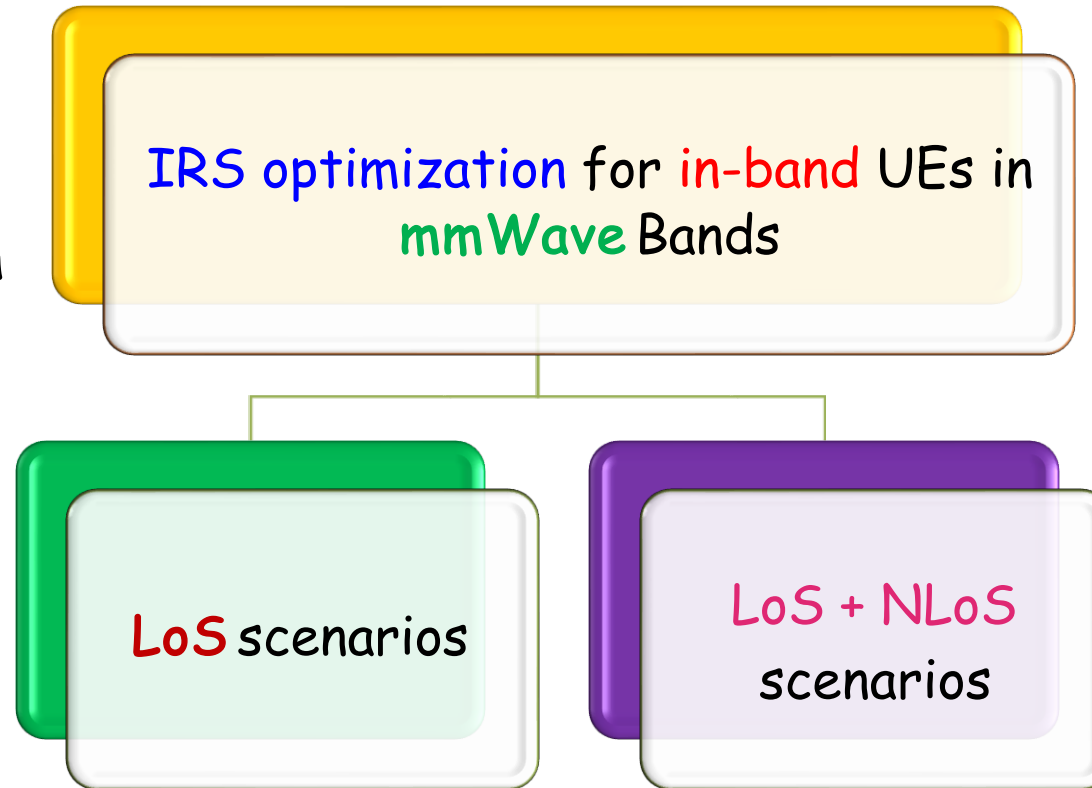 IRS optimization for in-band UEs in
mmWave Bands
LoS scenarios
LoS + NLoS
scenarios